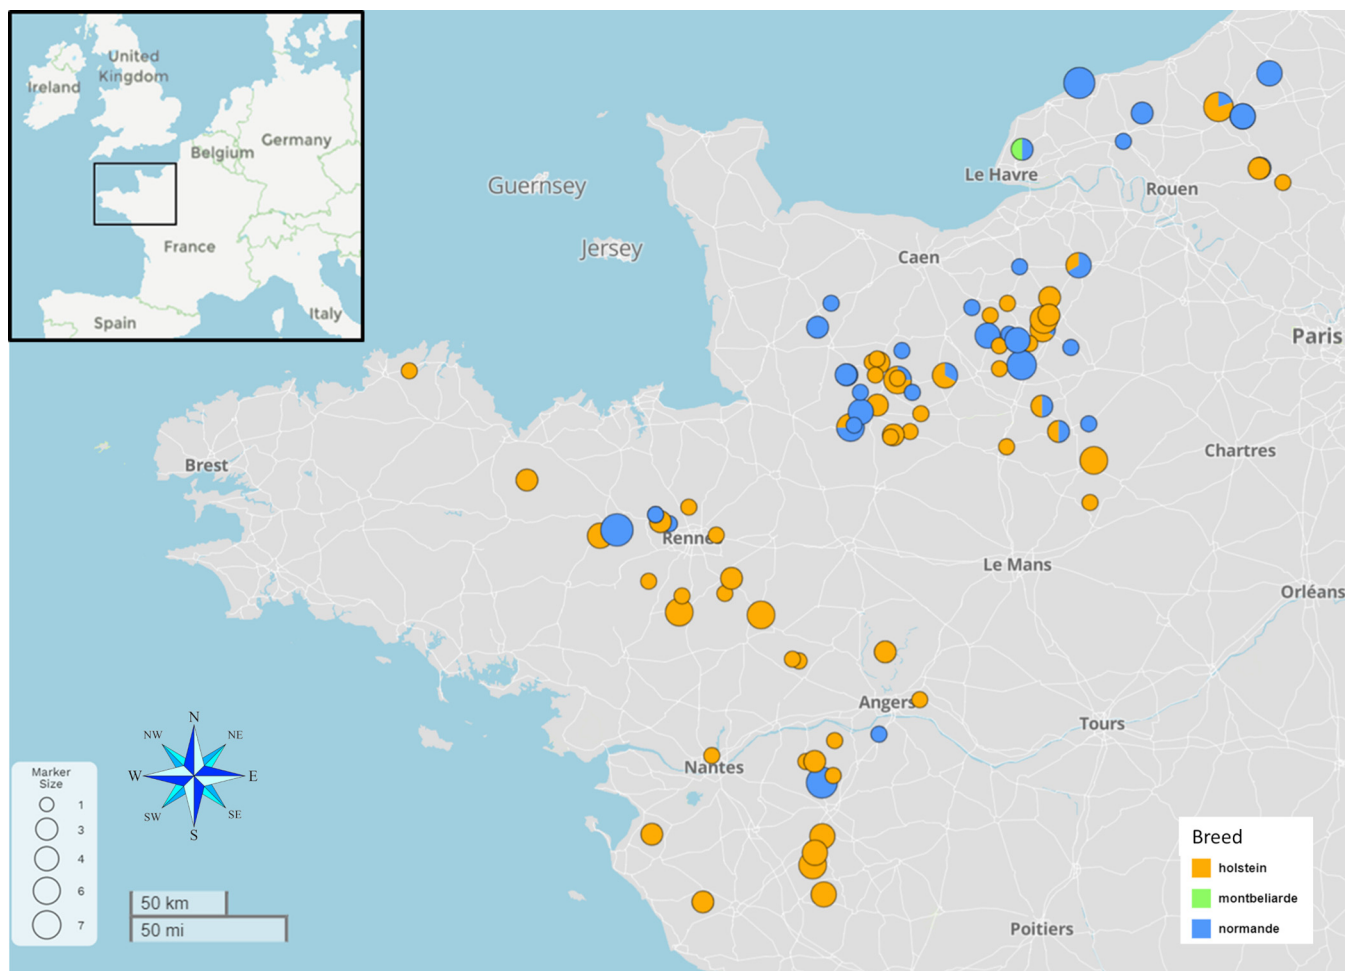 United
Kingdom
Ireland
Germany
Belgium
France
Spain
Italy
Guernsey
Jersey
Le Havre
Rouen
Caen
Paris
Brest
Chartres
Rennes
Le Mans
Orléans
Angers
Tours
Nantes
Poitiers
N
NW
NE
W
E
SW
SE
S
Marker
Size
1
3
4
6
7
50 km
50 mi
Breed
holstein
montbeliarde
normande